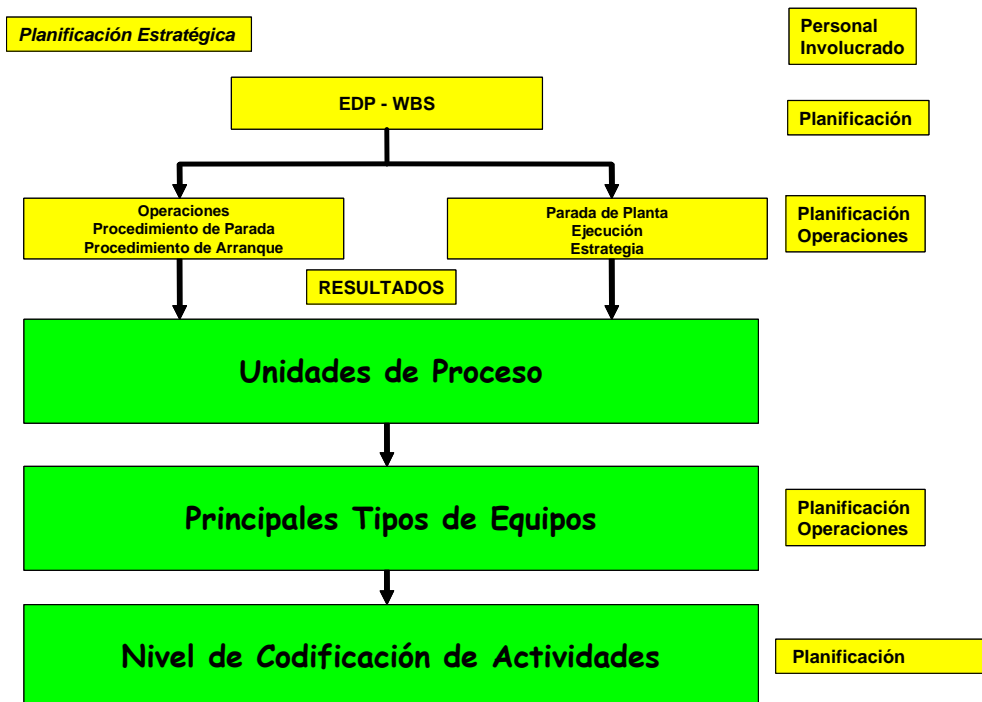 Planificación Estratégica
Personal
Involucrado
EDP - WBS
Planificación
Operaciones
Procedimiento de Parada
Procedimiento de Arranque
Parada de Planta
Ejecución
Estrategia
Planificación
Operaciones
RESULTADOS
Unidades de Proceso
Principales Tipos de Equipos
Planificación
Operaciones
Nivel de Codificación de Actividades
Planificación